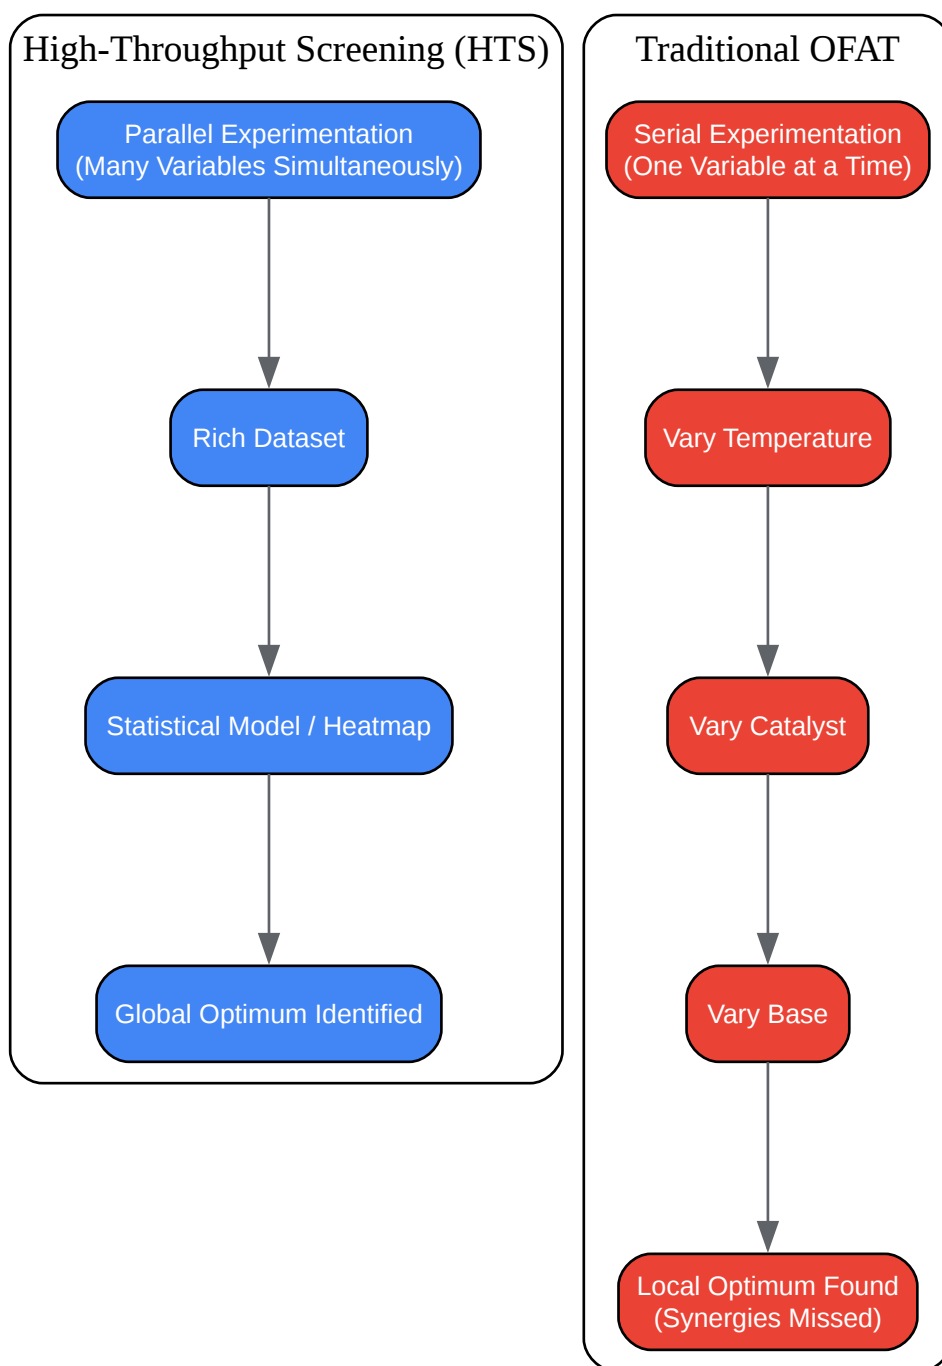 High-Throughput Screening (HTS)
Parallel Experimentation
(Many Variables Simultaneously)
Rich Dataset
Statistical Model / Heatmap
Global Optimum Identified
Traditional OFAT
Serial Experimentation
(One Variable at a Time)
Vary Temperature
Vary Catalyst
Vary Base
Local Optimum Found
(Synergies Missed)